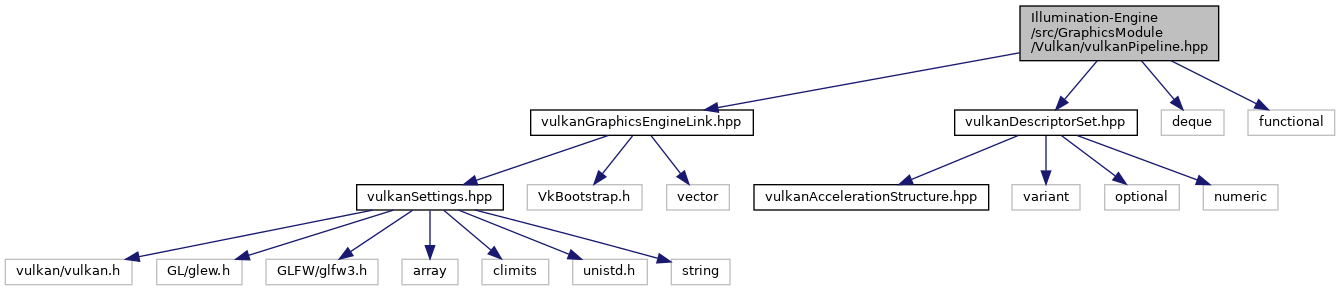 Illumination-Engine
/src/GraphicsModule
/Vulkan/vulkanPipeline.hpp
vulkanGraphicsEngineLink.hpp
vulkanDescriptorSet.hpp
deque
functional
vulkanSettings.hpp
VkBootstrap.h
vector
vulkanAccelerationStructure.hpp
variant
optional
numeric
vulkan/vulkan.h
GL/glew.h
GLFW/glfw3.h
array
climits
unistd.h
string